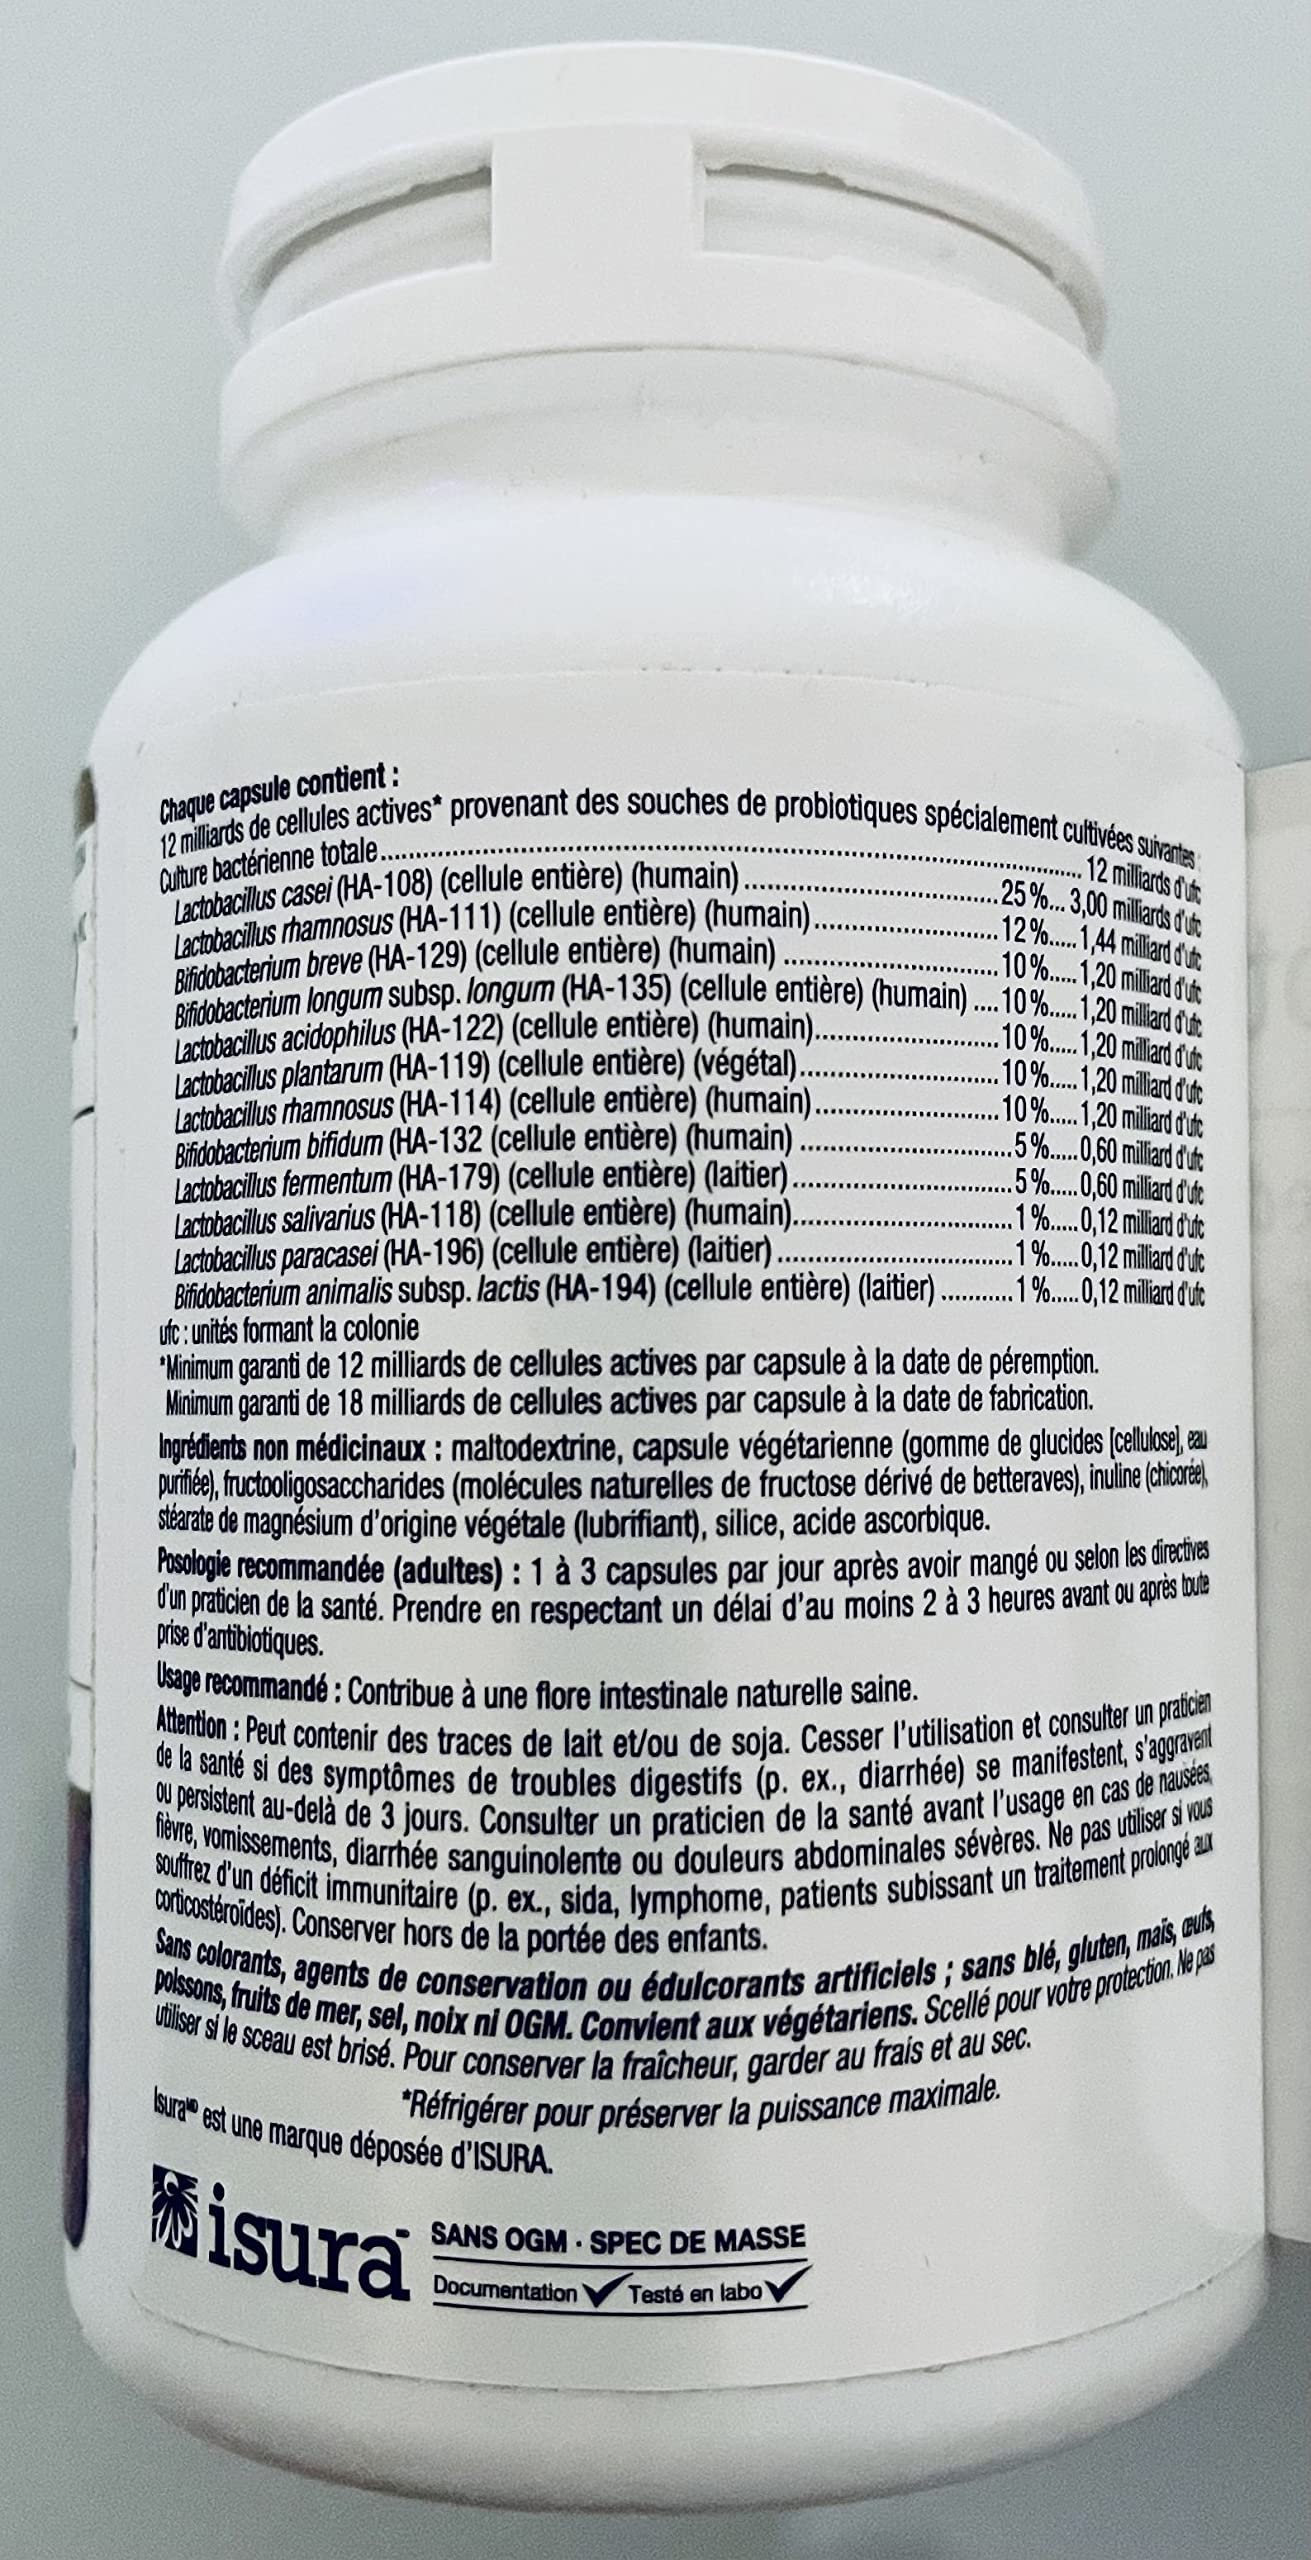 Chaque capsule contient :
12 milliards de cellules actives* provenant des souches de probiotiques spécialement cultivées suivantes :
Culture bactérienne totale.......... 12 milliards d'ufc
Lactobacillus casei (HA-108) (cellule entière) (humain).......... 25 %... 3,00 milliards d'ufc
Lactobacillus rhamnosus (HA-111) (cellule entière) (humain).......... 12 %..... 1,44 milliard d'ufc
Bifidobacterium breve (HA-129) (cellule entière) (humain) .......... 10 %..... 1,20 milliard d'ufc
Bifidobacterium longum subsp. longum (HA-135) (cellule entière) (humain) .... 10 %..... 1,20 milliard d'ufc
Lactobacillus acidophilus (HA-122) (cellule entière) (humain).......... 10 %..... 1,20 milliard d'ufc
Lactobacillus plantarum (HA-119) (cellule entière) (végétal).......... 10 %..... 1,20 milliard d'ufc
Lactobacillus rhamnosus (HA-114) (cellule entière) (humain).......... 10 %..... 1,20 milliard d'ufc
Bifidobacterium bifidum (HA-132 (cellule entière) (humain) .......... 5 %..... 0,60 milliard d'ufc
Lactobacillus fermentum (HA-179) (cellule entière) (laitier).......... 5 %..... 0,60 milliard d'ufc
Lactobacillus salivarius (HA-118) (cellule entière) (humain).......... 1 %..... 0,12 milliard d'ufc
Lactobacillus paracasei (HA-196) (cellule entière) (laitier).......... 1 %..... 0,12 milliard d'ufc
Bifidobacterium animalis subsp. lactis (HA-194) (cellule entière) (laitier) ........... 1 %..... 0,12 milliard d'ufc
ufc : unités formant la colonie
*Minimum garanti de 12 milliards de cellules actives par capsule à la date de péremption.
Minimum garanti de 18 milliards de cellules actives par capsule à la date de fabrication.
Ingrédients non médicinaux : maltodextrine, capsule végétarienne (gomme de glucides [cellulose], eau
purifiée), fructooligosaccharides (molécules naturelles de fructose dérivé de betteraves), inuline (chicorée),
stéarate de magnésium d'origine végétale (lubrifiant), silice, acide ascorbique.
Posologie recommandée (adultes) : 1 à 3 capsules par jour après avoir mangé ou selon les directives
d'un praticien de la santé. Prendre en respectant un délai d'au moins 2 à 3 heures avant ou après toute
prise d'antibiotiques.
Usage recommandé : Contribue à une flore intestinale naturelle saine.
Attention : Peut contenir des traces de lait et/ou de soja. Cesser l'utilisation et consulter un praticien
de la santé si des symptômes de troubles digestifs (p. ex., diarrhée) se manifestent, s'aggravent
ou persistent au-delà de 3 jours. Consulter un praticien de la santé avant l'usage en cas de nausées,
fièvre, vomissements, diarrhée sanguinolente ou douleurs abdominales sévères. Ne pas utiliser si vous
souffrez d'un déficit immunitaire (p. ex., sida, lymphome, patients subissant un traitement prolongé aux
corticostéroïdes). Conserver hors de la portée des enfants.
Sans colorants, agents de conservation ou édulcorants artificiels ; sans blé, gluten, maïs, œufs,
poissons, fruits de mer, sel, noix ni OGM. Convient aux végétariens. Scellé pour votre protection. Ne pas
utiliser si le sceau est brisé. Pour conserver la fraîcheur, garder au frais et au sec.
*Réfrigérer pour préserver la puissance maximale.
Isura MD est une marque déposée d'ISURA.
isura™
SANS OGM · SPEC DE MASSE
Documentation ✓ Testé en labo ✓